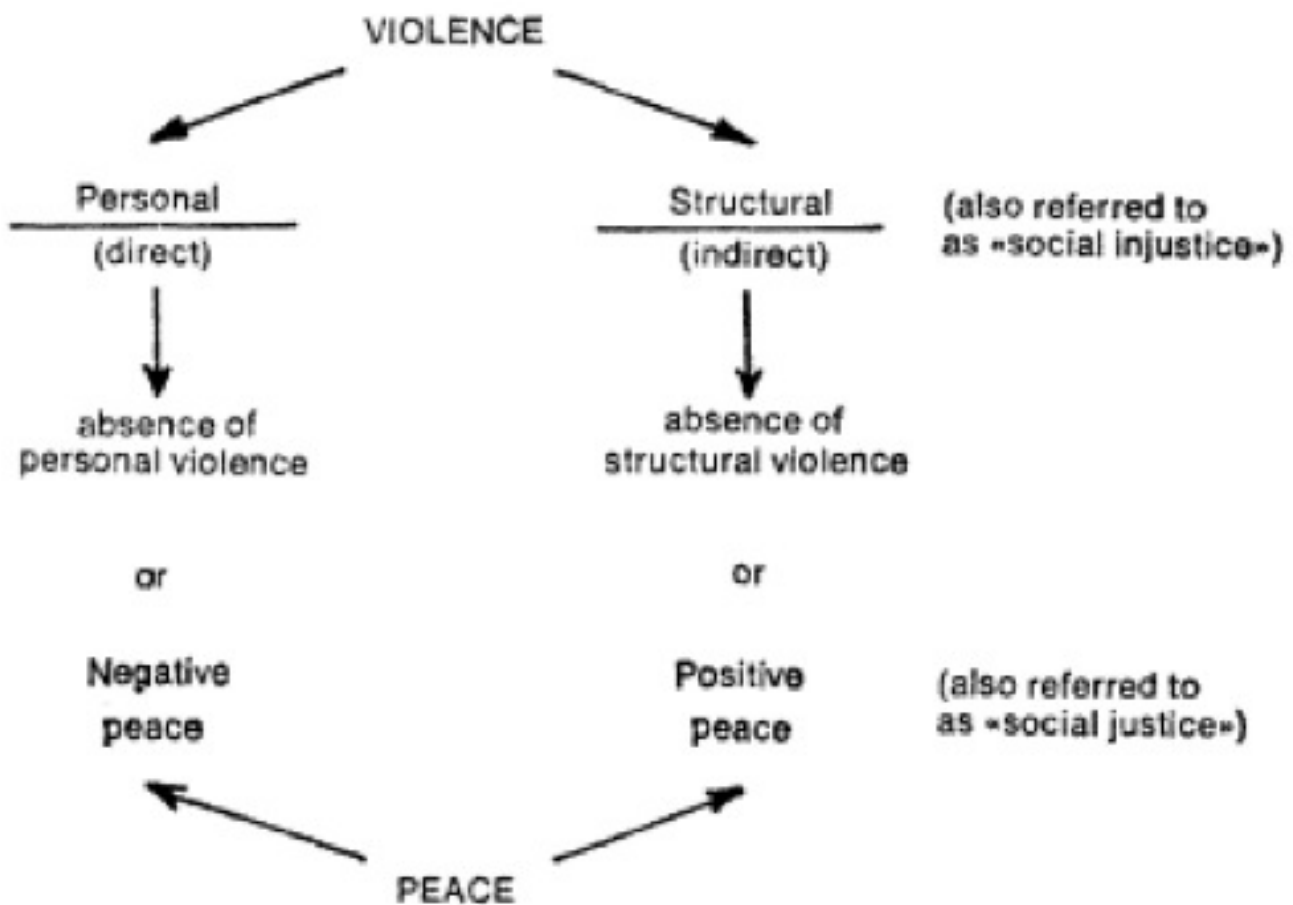 VIOLENCE
Personal
(direct)
Structural
(indirect)
(also referred to
as «social injustice»)
absence of
personal violence
absence of
structural violence
or
or
Negative
peace
Positive
peace
(also referred to
as «social justice»)
PEACE